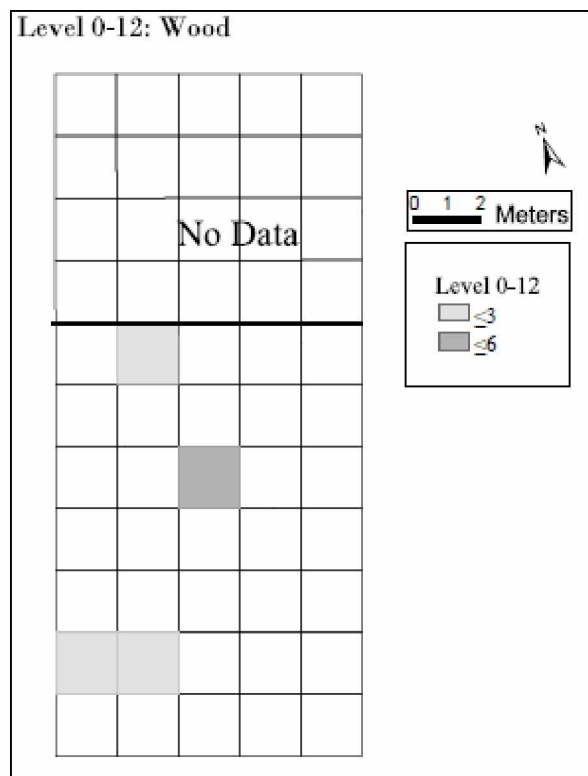 Level 0-12: Wood
N
0 1 2
Meters
No Data
Level 0-12
≤3
≤6